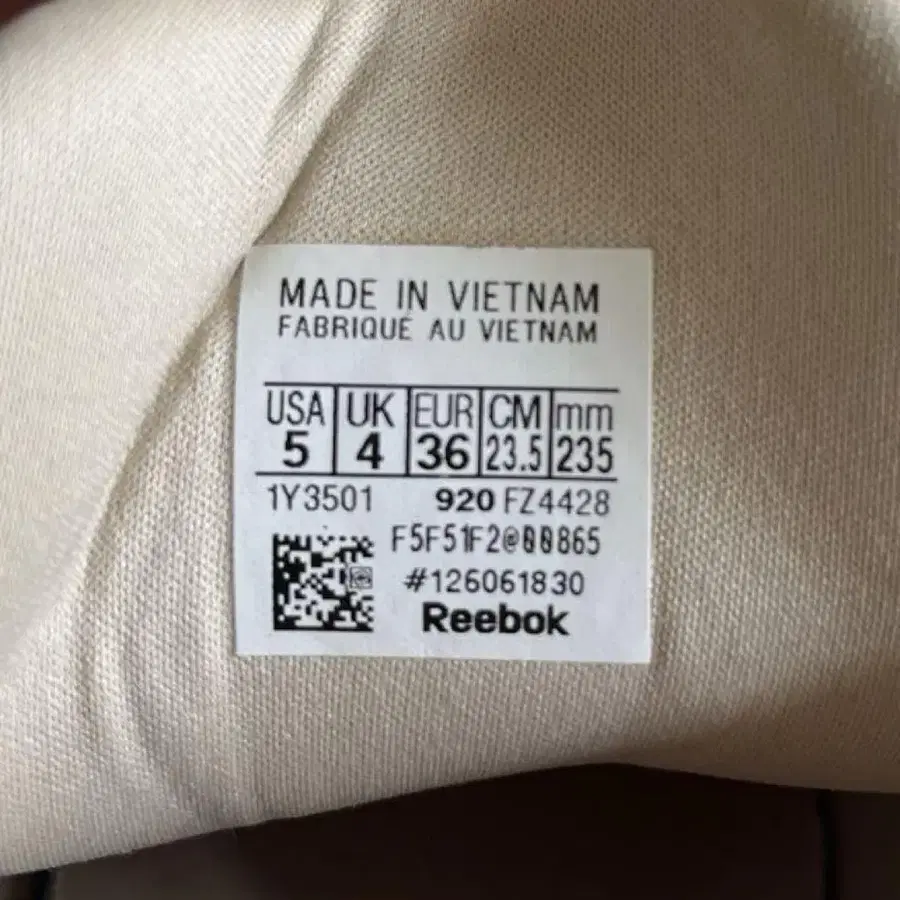 MADE IN VIETNAM
FABRIQUÉ AU VIETNAM
USA UK EUR CM mm
5 4 36 23.5 235
1Y3501 920 FZ4428
F5F51F2@00865
#126061830
Reebok